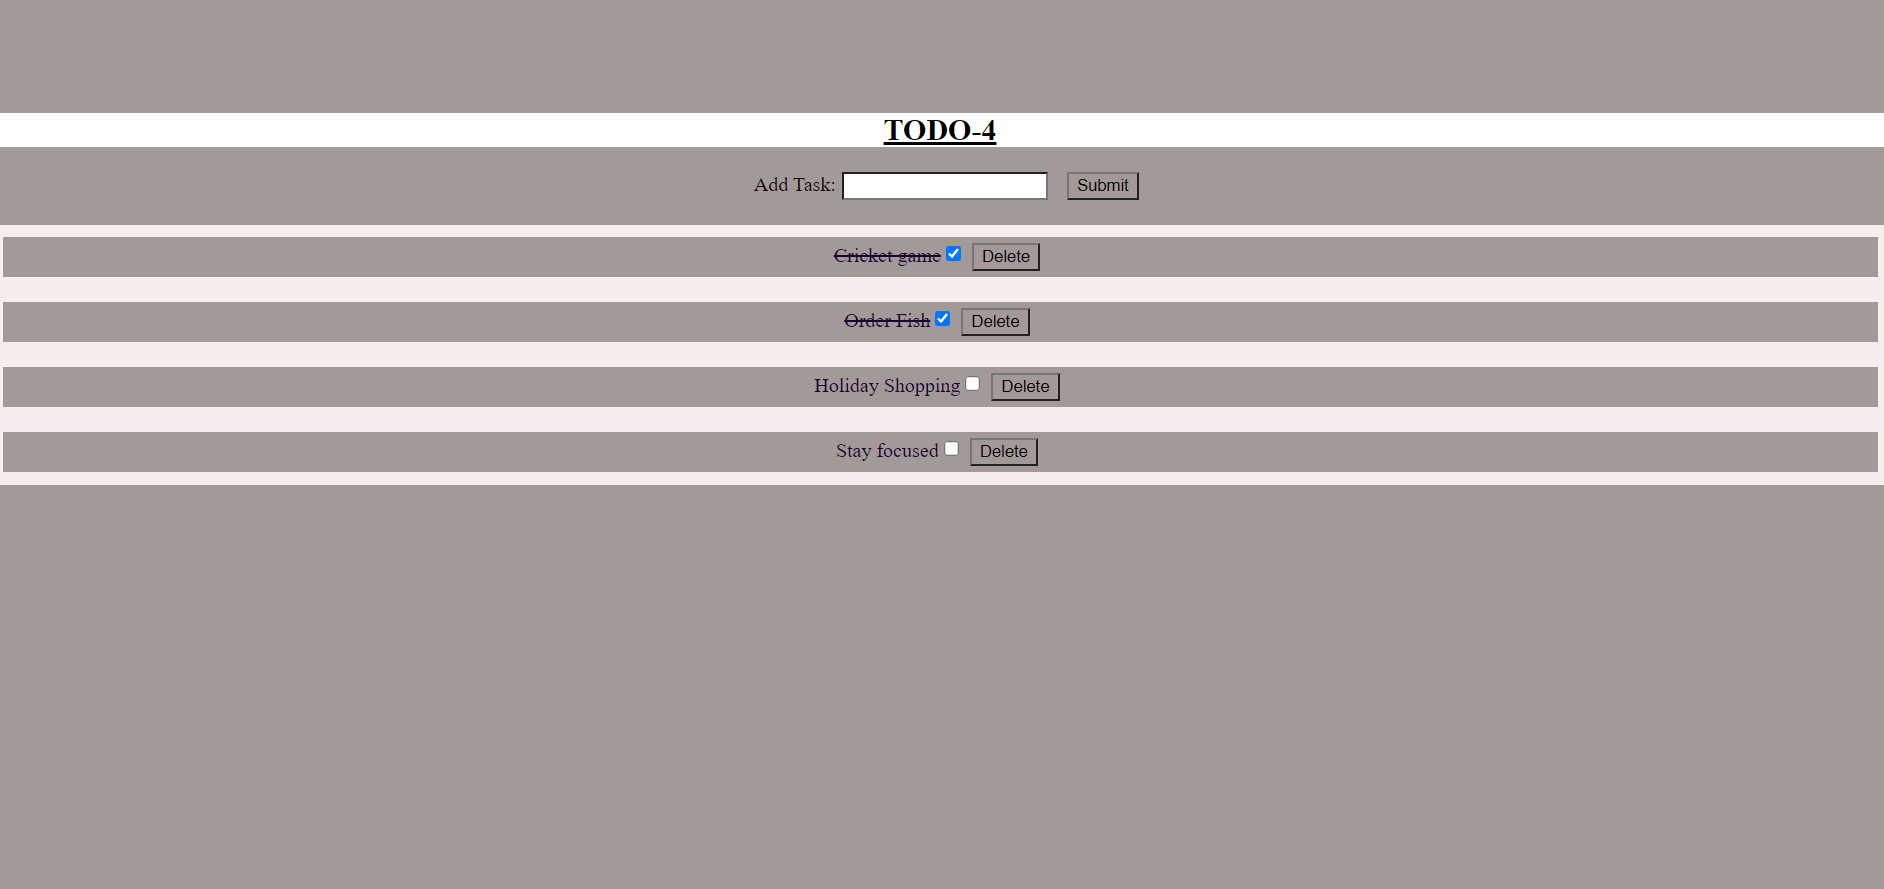 TODO-4
Add Task: Submit
Cricket game Delete
Order Fish Delete
Holiday Shopping Delete
Stay focused Delete